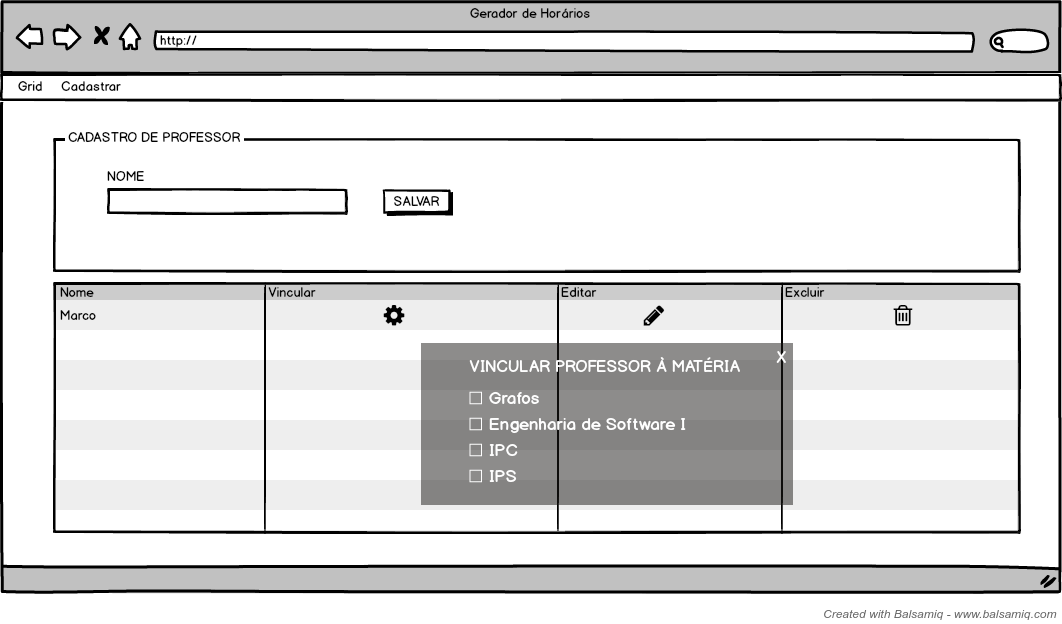 Gerador de Horários
http://
Grid Cadastrar
CADASTRO DE PROFESSOR
NOME
SALVAR
Nome Vincular Editar Excluir
Marco
X
VINCULAR PROFESSOR À MATÉRIA
Grafos
Engenharia de Software I
IPC
IPS
Created with Balsamiq - www.balsamiq.com